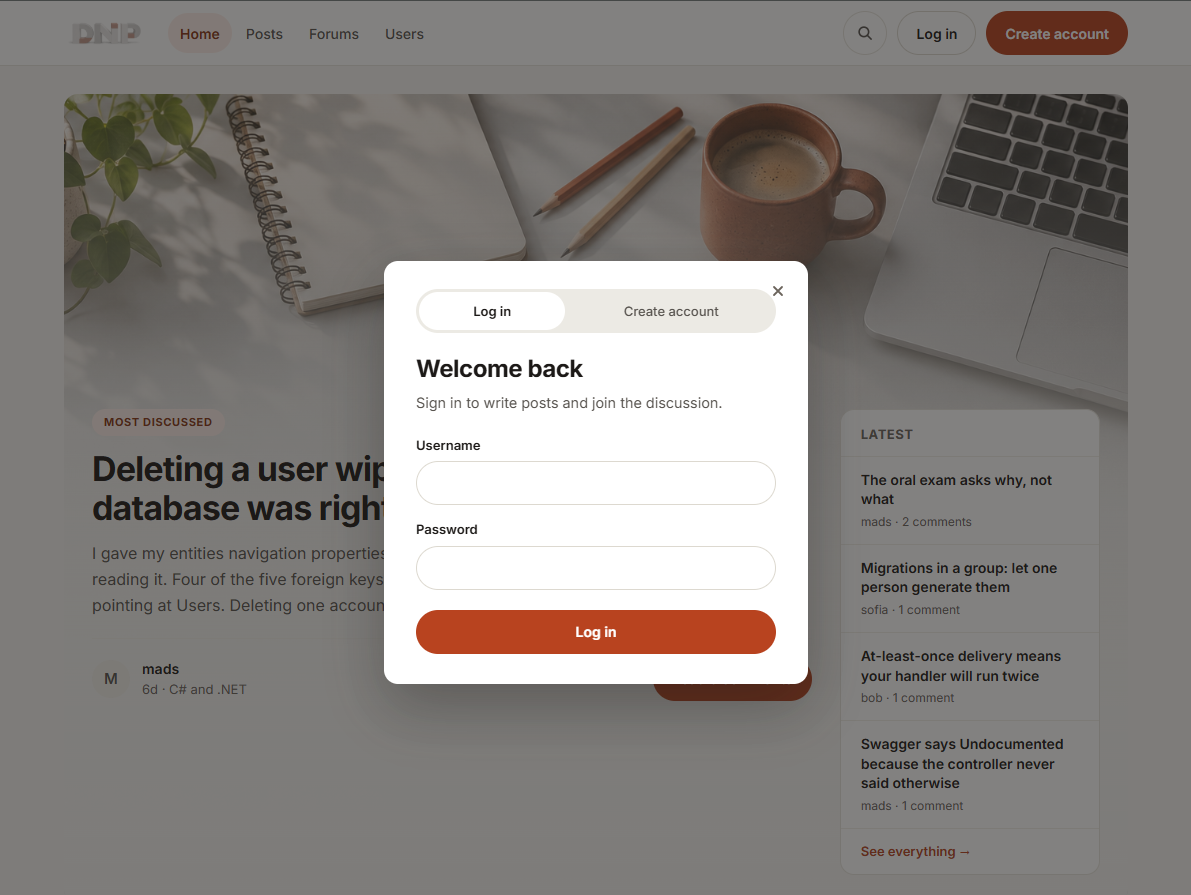 DNP
Home
Posts
Forums
Users
Log in
Create account
Log in
Create account
Welcome back
Sign in to write posts and join the discussion.
Username
Password
Log in
MOST DISCUSSED
Deleting a user wip
database was right
I gave my entities navigation properties
reading it. Four of the five foreign keys
pointing at Users. Deleting one accoun
M
mads
6d · C# and .NET
LATEST
The oral exam asks why, not
what
mads · 2 comments
Migrations in a group: let one
person generate them
sofia · 1 comment
At-least-once delivery means
your handler will run twice
bob · 1 comment
Swagger says Undocumented
because the controller never
said otherwise
mads · 1 comment
See everything →